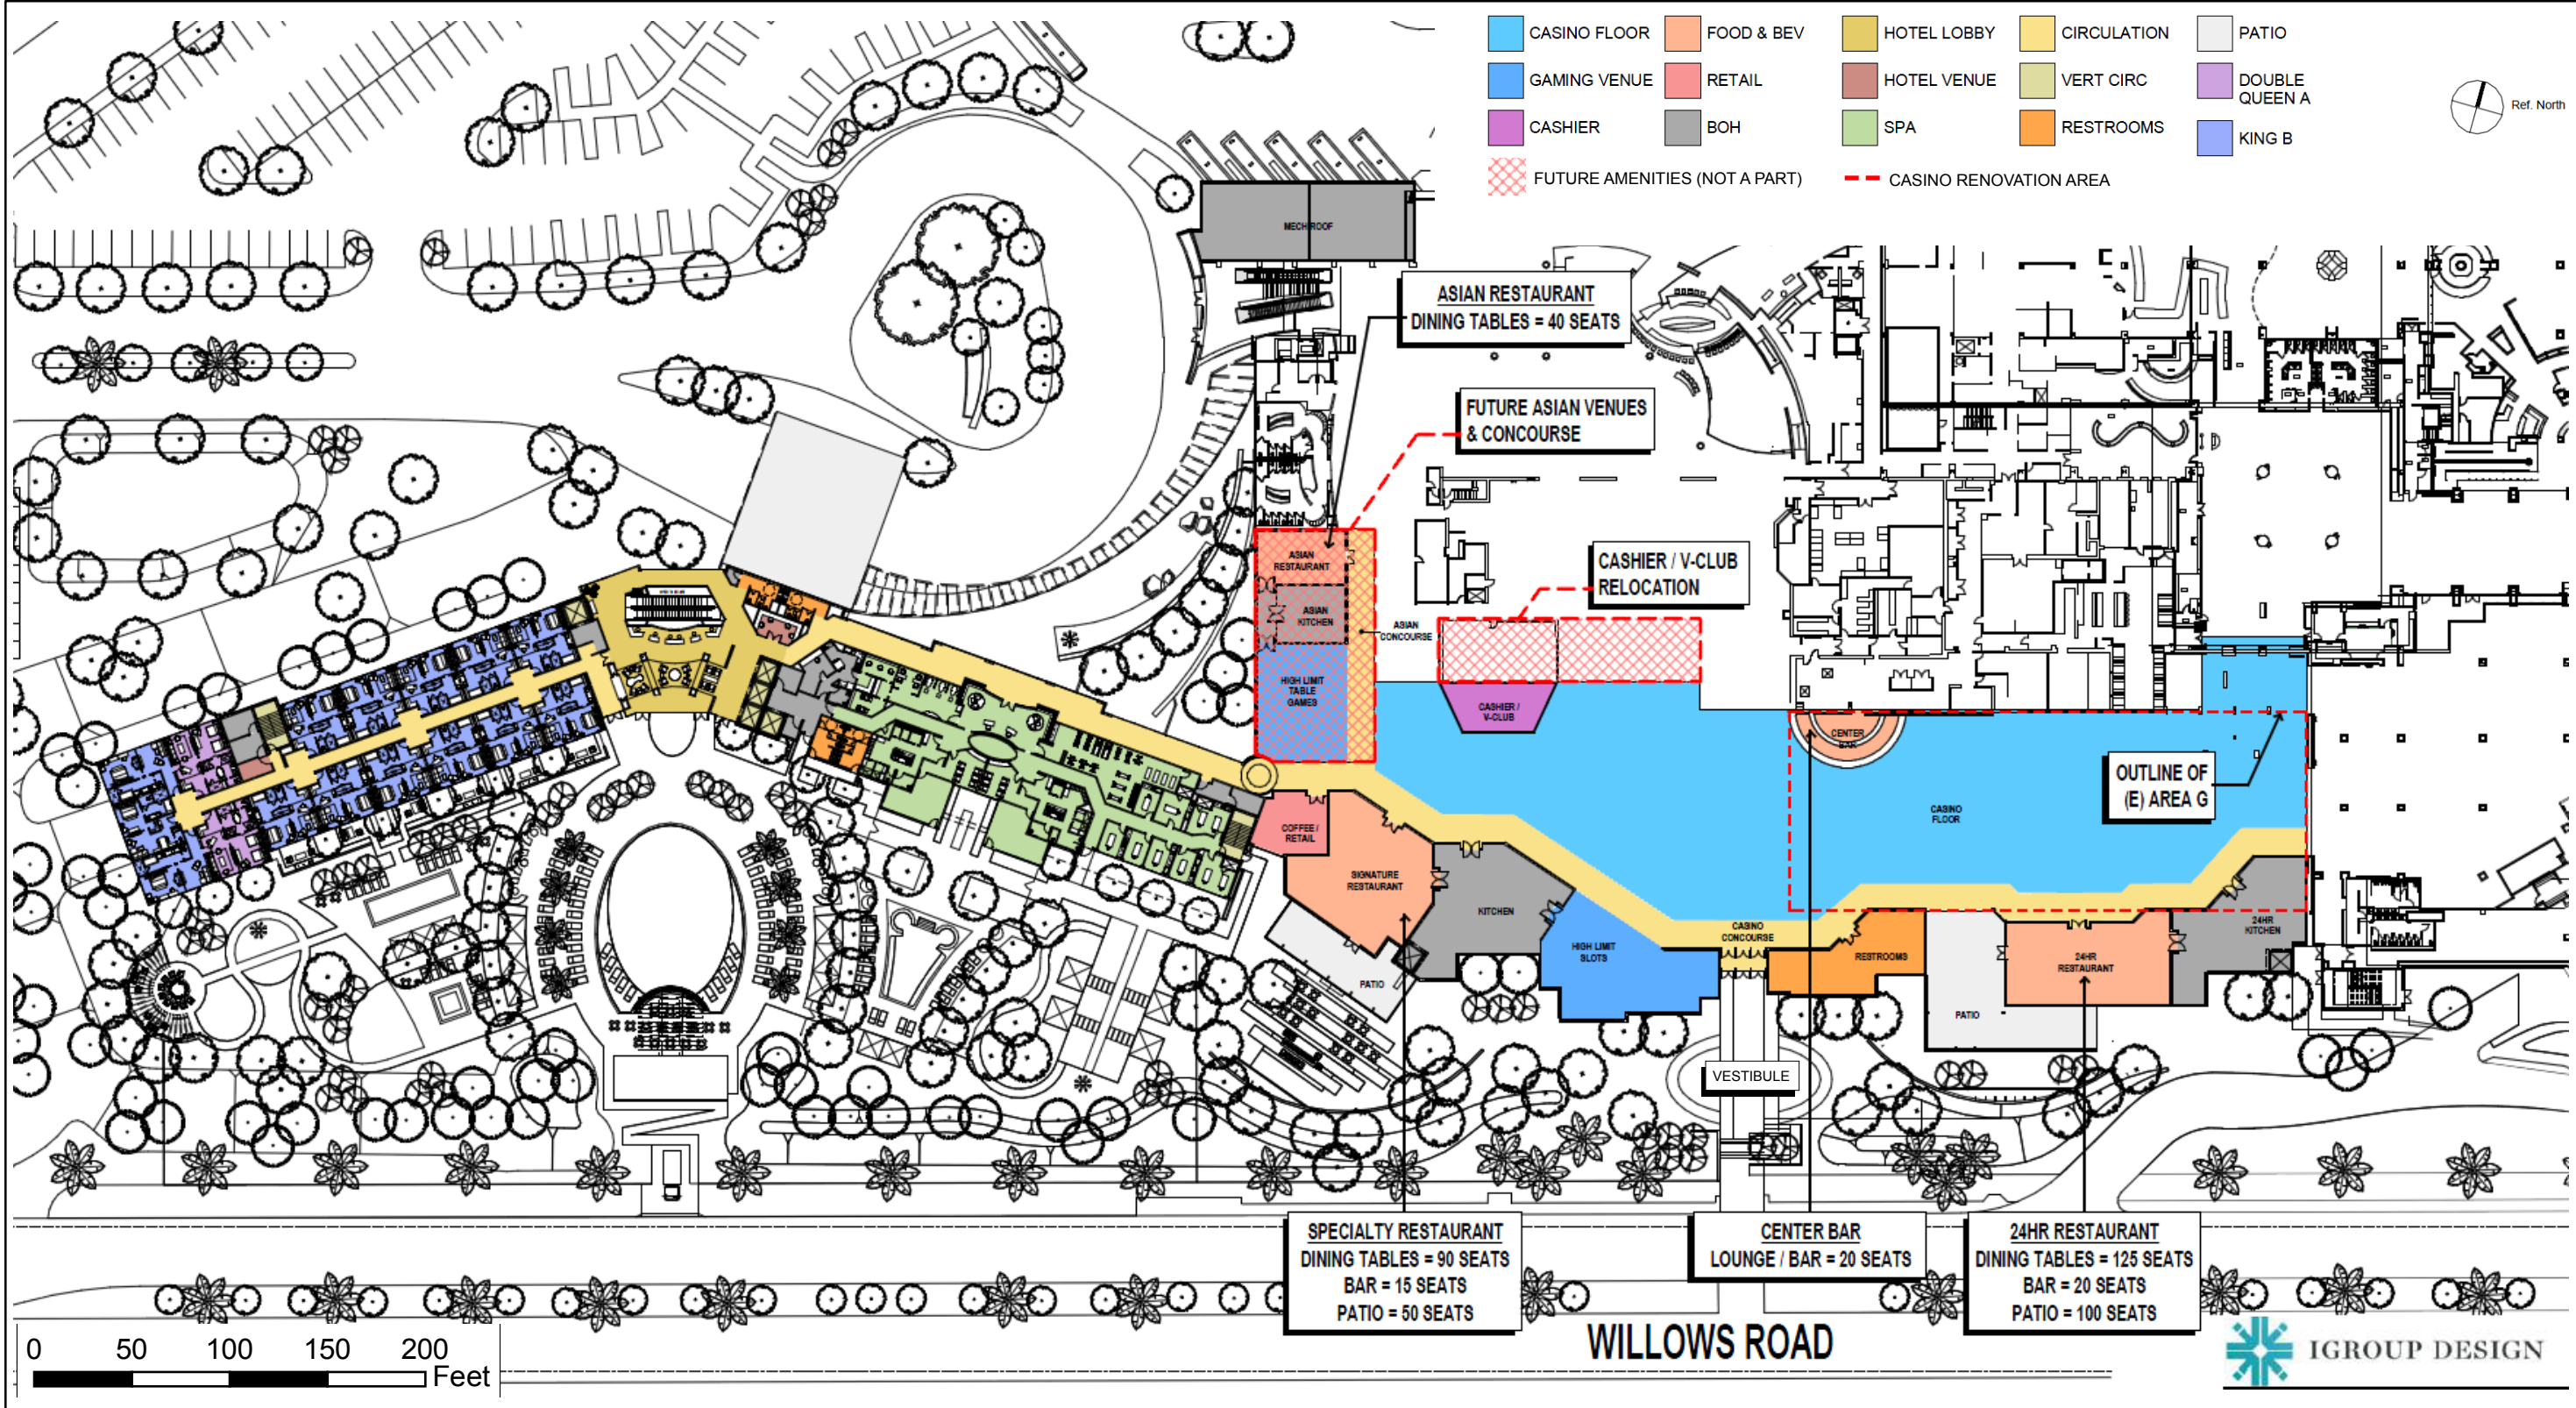 CASINO FLOOR
FOOD & BEV
HOTEL LOBBY
CIRCULATION
PATIO
GAMING VENUE
RETAIL
HOTEL VENUE
VERT CIRC
DOUBLE
QUEEN A
CASHIER
BOH
SPA
RESTROOMS
KING B
FUTURE AMENITIES (NOT A PART)
CASINO RENOVATION AREA
Ref. North
MECH ROOF
ASIAN RESTAURANT
DINING TABLES = 40 SEATS
FUTURE ASIAN VENUES
& CONCOURSE
CASHIER / V-CLUB
RELOCATION
ASIAN
RESTAURANT
ASIAN
KITCHEN
ASIAN
CONCOURSE
HIGH LIMIT
TABLE
GAMES
CASHIER /
V-CLUB
CENTER
BAR
OUTLINE OF
(E) AREA G
CASINO
FLOOR
COFFEE /
RETAIL
SIGNATURE
RESTAURANT
KITCHEN
HIGH LIMIT
SLOTS
CASINO
CONCOURSE
RESTROOMS
24HR
RESTAURANT
24HR
KITCHEN
PATIO
PATIO
VESTIBULE
SPECIALTY RESTAURANT
DINING TABLES = 90 SEATS
BAR = 15 SEATS
PATIO = 50 SEATS
CENTER BAR
LOUNGE / BAR = 20 SEATS
24HR RESTAURANT
DINING TABLES = 125 SEATS
BAR = 20 SEATS
PATIO = 100 SEATS
WILLOWS ROAD
0 50 100 150 200
Feet
IGROUP DESIGN